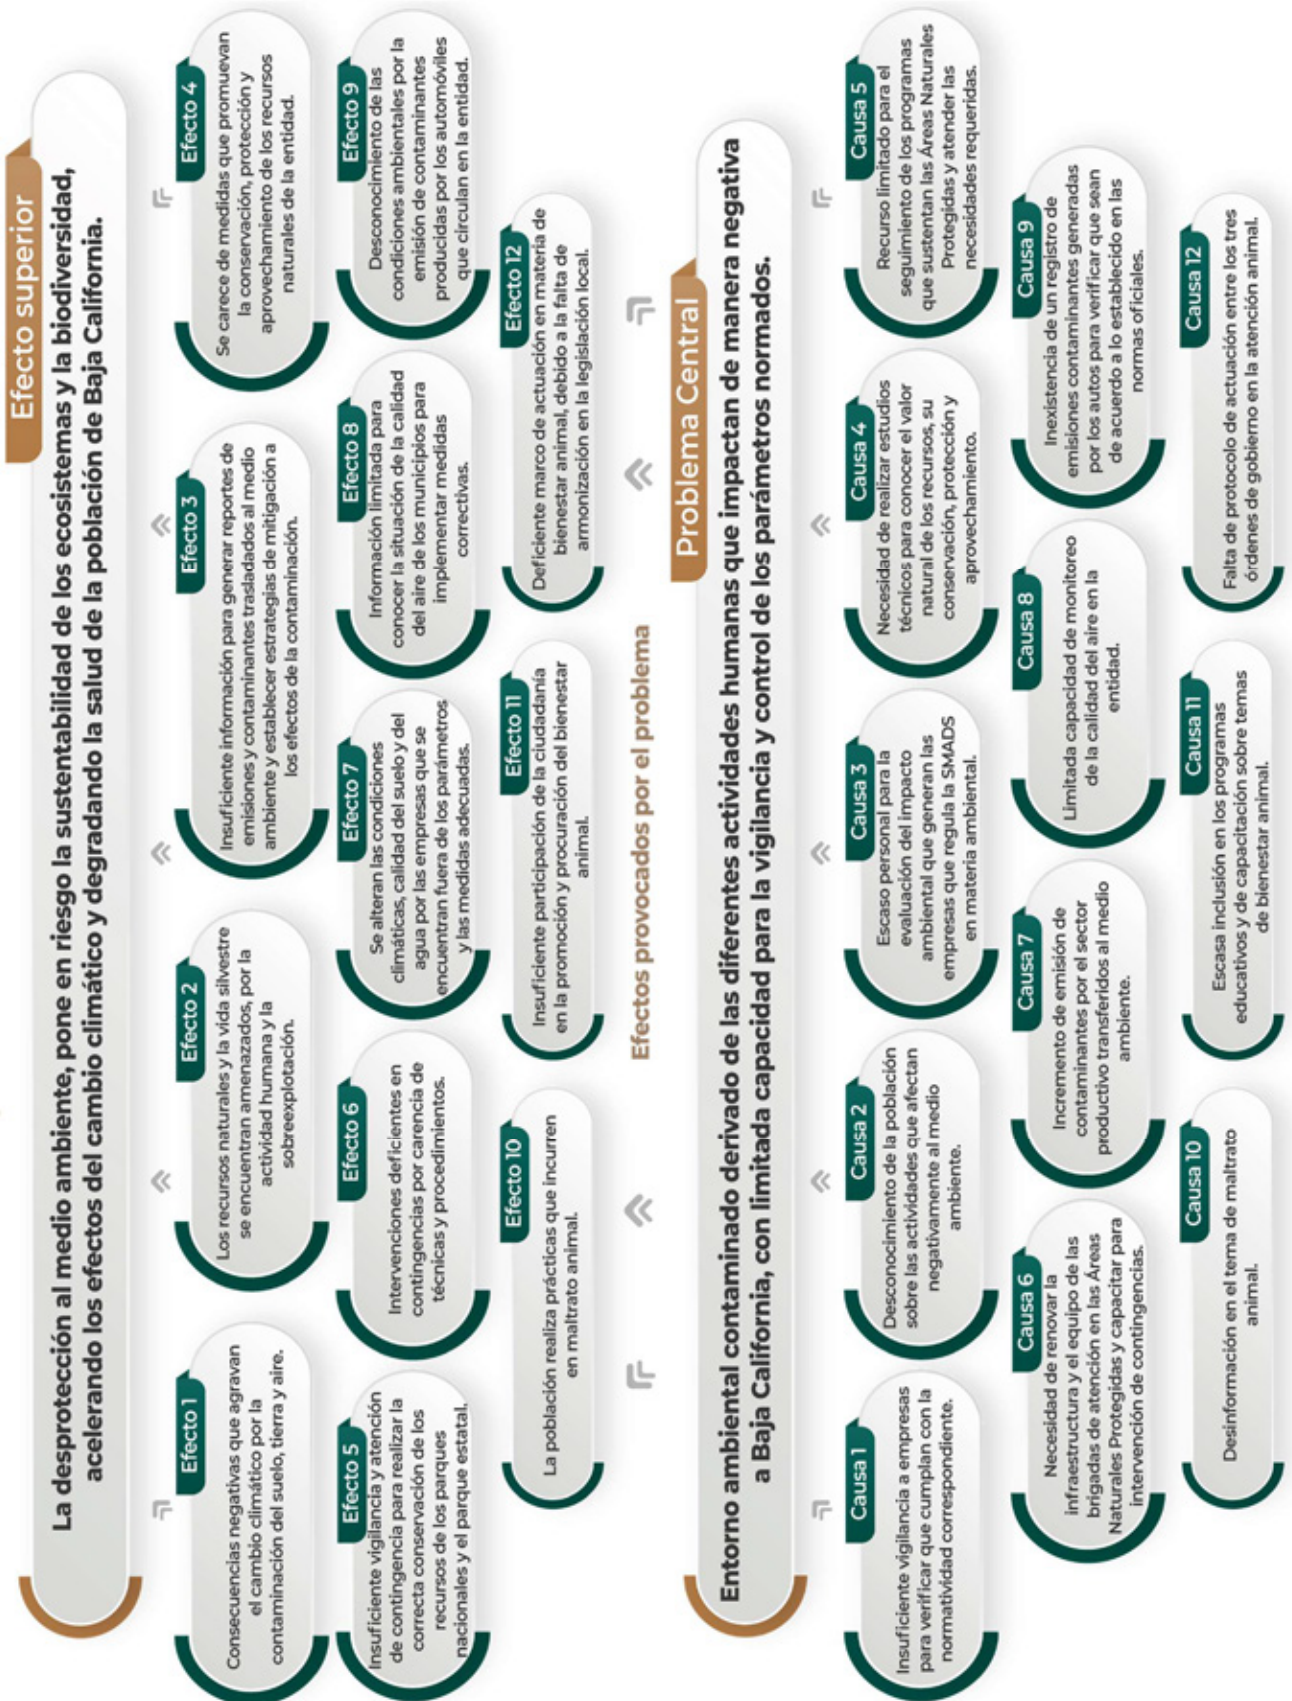 Efecto superior
La desprotección al medio ambiente, pone en riesgo la sustentabilidad de los ecosistemas y la biodiversidad,
acelerando los efectos del cambio climático y degradando la salud de la población de Baja California.
Efecto 1
Consecuencias negativas que agravan
el cambio climático por la
contaminación del suelo, tierra y aire.
Efecto 2
Los recursos naturales y la vida silvestre
se encuentran amenazados, por la
actividad humana y la
sobreexplotación.
Efecto 3
Insuficiente información para generar reportes de
emisiones y contaminantes trasladados al medio
ambiente y establecer estrategias de mitigación a
los efectos de la contaminación.
Efecto 4
Se carece de medidas que promuevan
la conservación, protección y
aprovechamiento de los recursos
naturales de la entidad.
Efecto 5
Insuficiente vigilancia y atención
de contingencia para realizar la
correcta conservación de los
recursos de los parques
nacionales y el parque estatal.
Efecto 6
Intervenciones deficientes en
contingencias por carencia de
técnicas y procedimientos.
Efecto 7
Se alteran las condiciones
climáticas, calidad del suelo y del
agua por las empresas que se
encuentran fuera de los parámetros
y las medidas adecuadas.
Efecto 8
Información limitada para
conocer la situación de la calidad
del aire de los municipios para
implementar medidas
correctivas.
Efecto 9
Desconocimiento de las
condiciones ambientales por la
emisión de contaminantes
producidas por los automóviles
que circulan en la entidad.
Efecto 10
La población realiza prácticas que incurren
en maltrato animal.
Efecto 11
Insuficiente participación de la ciudadanía
en la promoción y procuración del bienestar
animal.
Efecto 12
Deficiente marco de actuación en materia de
bienestar animal, debido a la falta de
armonización en la legislación local.
Efectos provocados por el problema
Problema Central
Entorno ambiental contaminado derivado de las diferentes actividades humanas que impactan de manera negativa
a Baja California, con limitada capacidad para la vigilancia y control de los parámetros normados.
Causa 1
Insuficiente vigilancia a empresas
para verificar que cumplan con la
normatividad correspondiente.
Causa 2
Desconocimiento de la población
sobre las actividades que afectan
negativamente al medio
ambiente.
Causa 3
Escaso personal para la
evaluación del impacto
ambiental que generan las
empresas que regula la SMADS
en materia ambiental.
Causa 4
Necesidad de realizar estudios
técnicos para conocer el valor
natural de los recursos, su
conservación, protección y
aprovechamiento.
Causa 5
Recurso limitado para el
seguimiento de los programas
que sustentan las Áreas Naturales
Protegidas y atender las
necesidades requeridas.
Causa 6
Necesidad de renovar la
infraestructura y el equipo de las
brigadas de atención en las Áreas
Naturales Protegidas y capacitar para
intervención de contingencias.
Causa 7
Incremento de emisión de
contaminantes por el sector
productivo transferidos al medio
ambiente.
Causa 8
Limitada capacidad de monitoreo
de la calidad del aire en la
entidad.
Causa 9
Inexistencia de un registro de
emisiones contaminantes generadas
por los autos para verificar que sean
de acuerdo a lo establecido en las
normas oficiales.
Causa 10
Desinformación en el tema de maltrato
animal.
Causa 11
Escasa inclusión en los programas
educativos y de capacitación sobre temas
de bienestar animal.
Causa 12
Falta de protocolo de actuación entre los tres
órdenes de gobierno en la atención animal.